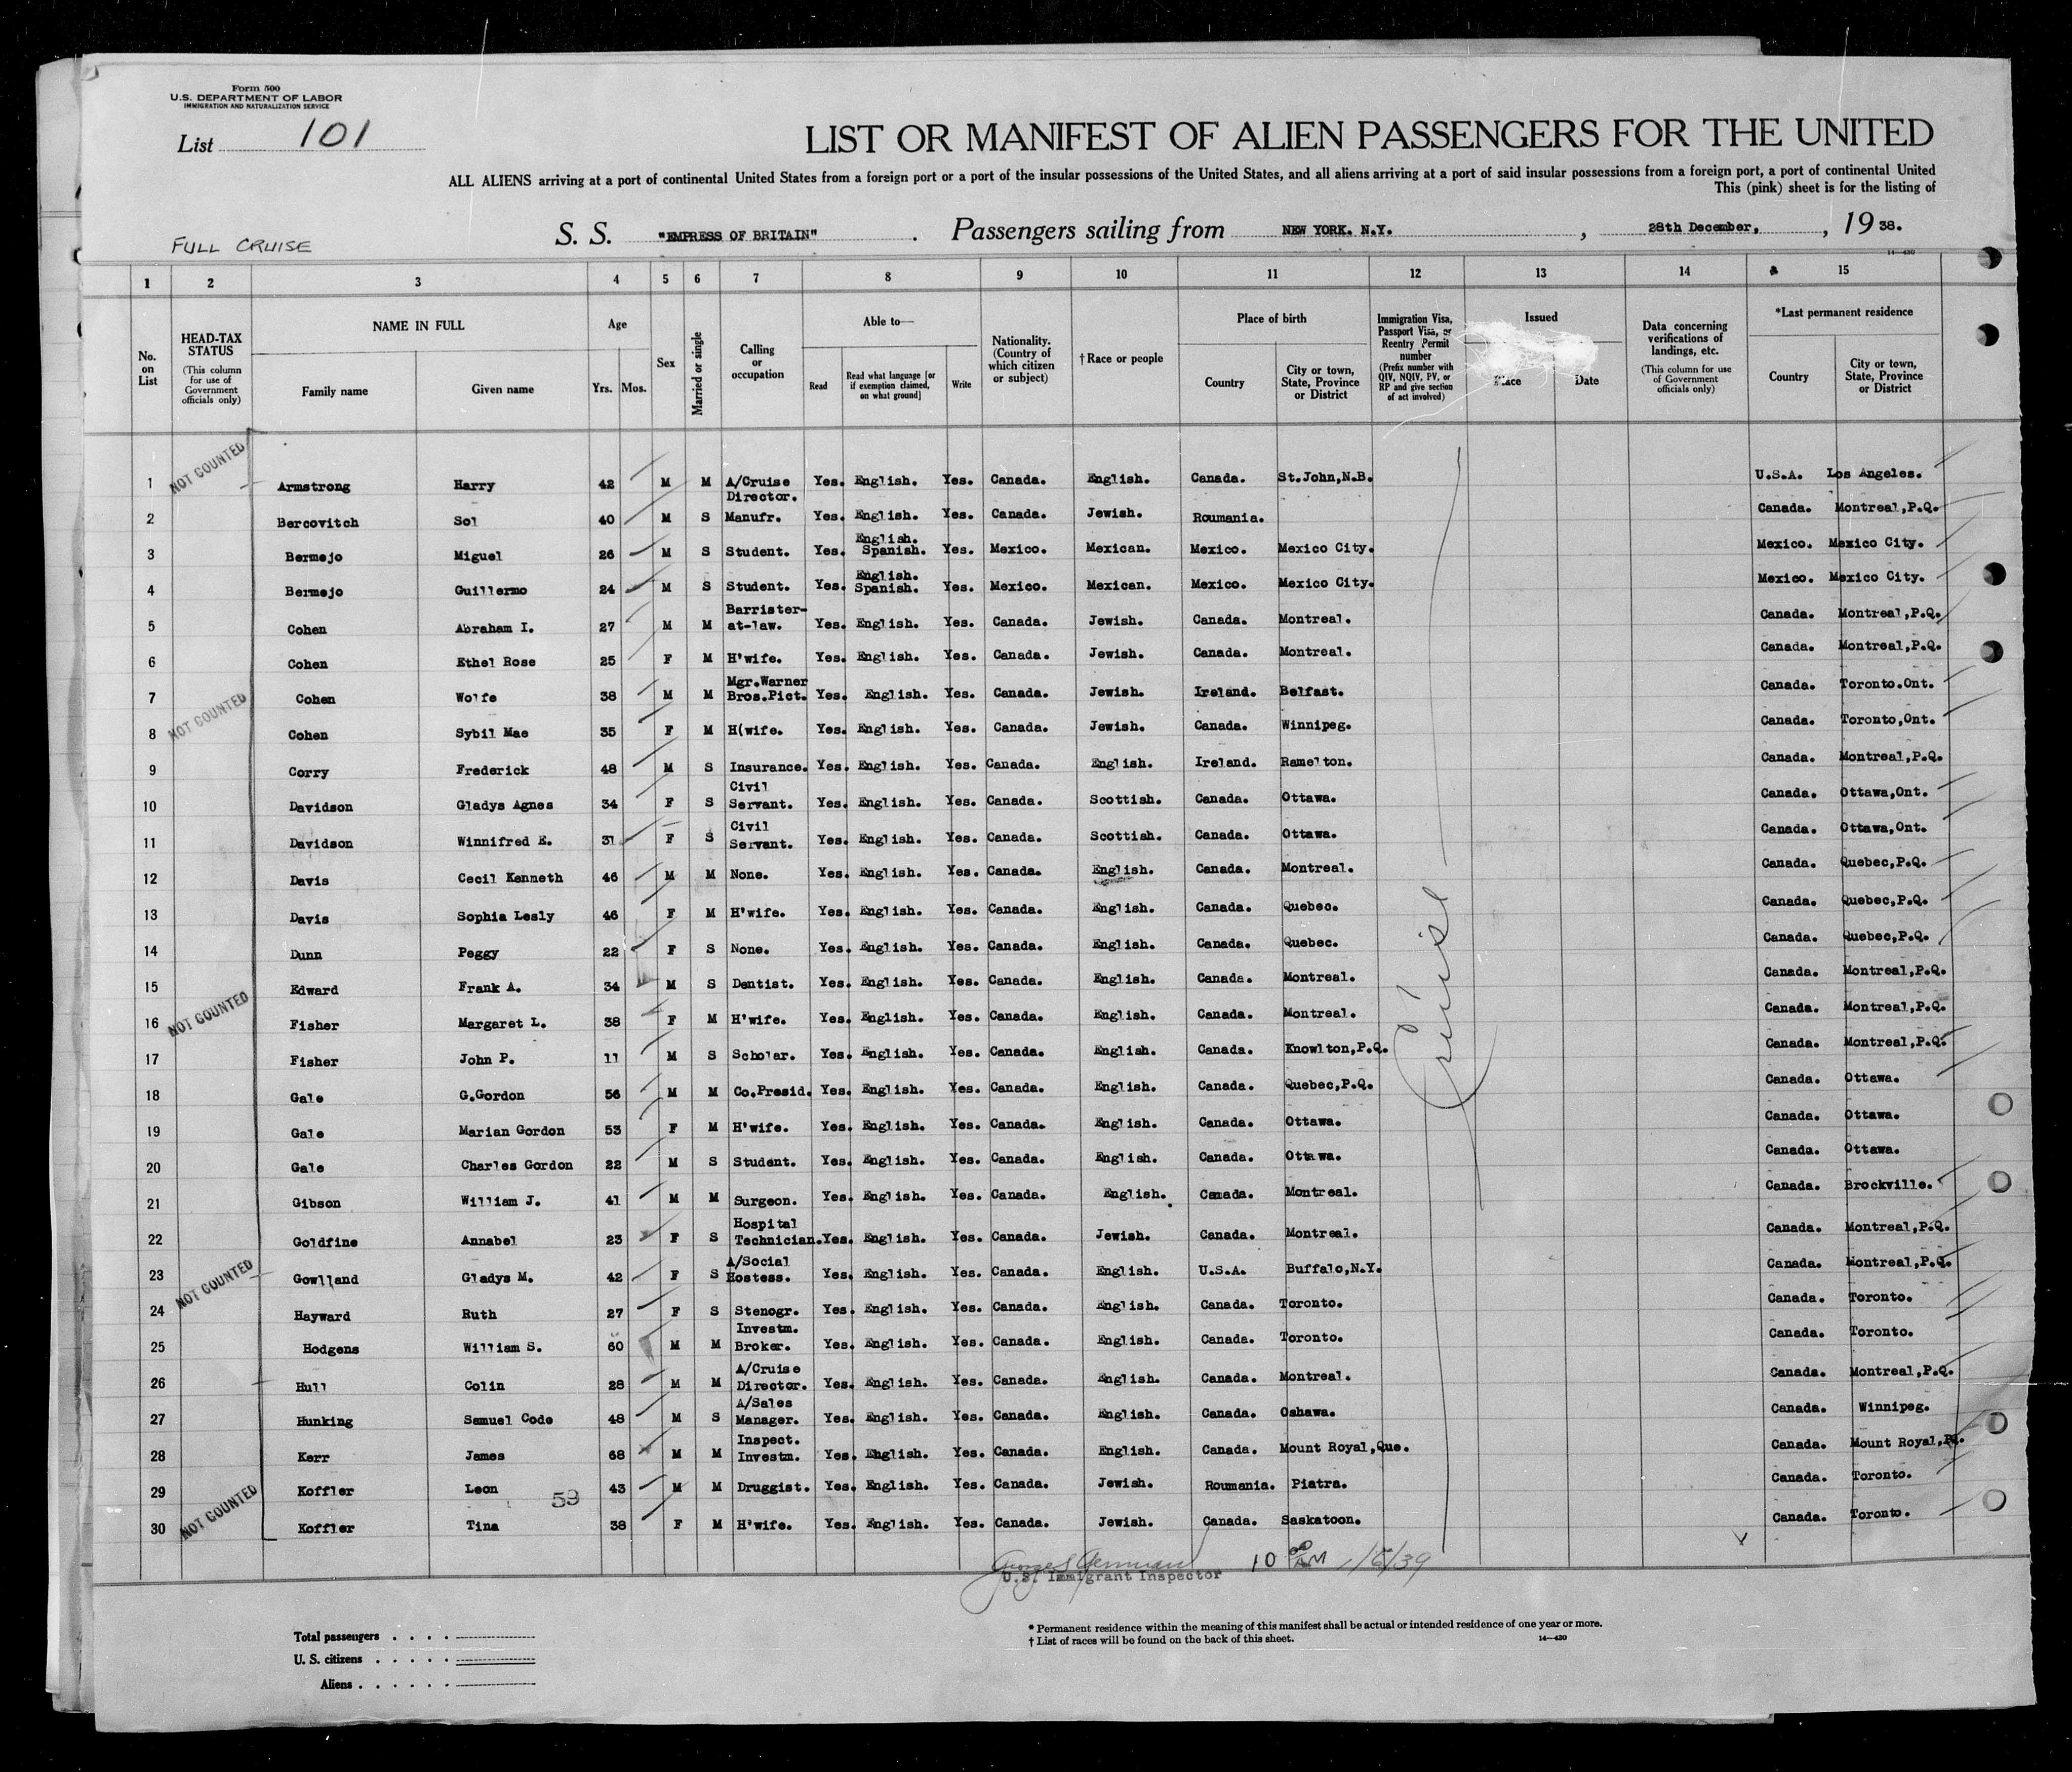 Form 500
U.S. DEPARTMENT OF LABOR
IMMIGRATION AND NATURALIZATION SERVICE
List 101
LIST OR MANIFEST OF ALIEN PASSENGERS FOR THE UNITED
ALL ALIENS arriving at a port of continental United States from a foreign port or a port of the insular possessions of the United States, and all aliens arriving at a port of said insular possessions from a foreign port, a port of continental United
This (pink) sheet is for the listing of
FULL CRUISE
S. S. "EMPRESS OF BRITAIN" . Passengers sailing from NEW YORK. N.Y. , 28th December, , 19 38.
14—430
1 2 3 4 5 6 7 8 9 10 11 12 13 14 15
No. on List
HEAD-TAX STATUS (This column for use of Government officials only)
NAME IN FULL
Family name Given name
Age
Yrs. Mos.
Sex
Married or single
Calling or occupation
Able to—
Read Read what language [or if exemption claimed, on what ground] Write
Nationality. (Country of which citizen or subject)
†Race or people
Place of birth
Country City or town, State, Province or District
Immigration Visa, Passport Visa, or Reentry Permit number (Prefix number with QIV, NQIV, PV, or RP and give section of act involved)
Issued
Place Date
Data concerning verifications of landings, etc. (This column for use of Government officials only)
*Last permanent residence
Country City or town, State, Province or District
NOT COUNTED
1 Armstrong Harry 42 M M A/Cruise Director. Yes. English. Yes. Canada. English. Canada. St.John,N.B. U.S.A. Los Angeles.
2 Bercovitch Sol 40 M S Manufr. Yes. English. Yes. Canada. Jewish. Roumania. Canada. Montreal,P.Q.
3 Bermejo Miguel 26 M S Student. Yes. English. Spanish. Yes. Mexico. Mexican. Mexico. Mexico City. Mexico. Mexico City.
4 Bermejo Guillermo 24 M S Student. Yes. English. Spanish. Yes. Mexico. Mexican. Mexico. Mexico City. Mexico. Mexico City.
5 Cohen Abraham I. 27 M M Barrister-at-law. Yes. English. Yes. Canada. Jewish. Canada. Montreal. Canada. Montreal,P.Q.
6 Cohen Ethel Rose 25 F M H'wife. Yes. English. Yes. Canada. Jewish. Canada. Montreal. Canada. Montreal,P.Q.
7 Cohen Wolfe 38 M M Mgr.Warner Bros.Pict. Yes. English. Yes. Canada. Jewish. Ireland. Belfast. Canada. Toronto.Ont.
NOT COUNTED
8 Cohen Sybil Mae 35 F M H(wife. Yes. English. Yes. Canada. Jewish. Canada. Winnipeg. Canada. Toronto,Ont.
9 Corry Frederick 48 M S Insurance. Yes. English. Yes. Canada. English. Ireland. Ramelton. Canada. Montreal,P.Q.
10 Davidson Gladys Agnes 34 F S Civil Servant. Yes. English. Yes. Canada. Scottish. Canada. Ottawa. Canada. Ottawa,Ont.
11 Davidson Winnifred E. 31 F S Civil Servant. Yes. English. Yes. Canada. Scottish. Canada. Ottawa. Canada. Ottawa,Ont.
12 Davis Cecil Kenneth 46 M M None. Yes. English. Yes. Canada. English. Canada. Montreal. Canada. Quebec,P.Q.
13 Davis Sophia Lesly 46 F M H'wife. Yes. English. Yes. Canada. English. Canada. Quebec. Canada. Quebec,P.Q.
14 Dunn Peggy 22 F S None. Yes. English. Yes. Canada. English. Canada. Quebec. Canada. Quebec,P.Q.
15 Edward Frank A. 34 M S Dentist. Yes. English. Yes. Canada. English. Canada. Montreal. Canada. Montreal,P.Q.
NOT COUNTED
16 Fisher Margaret L. 38 F M H'wife. Yes. English. Yes. Canada. English. Canada. Montreal. Canada. Montreal,P.Q.
17 Fisher John P. 11 M S Scholar. Yes. English. Yes. Canada. English. Canada. Knowlton,P.Q. Canada. Montreal,P.Q.
18 Gale G.Gordon 56 M M Co.Presid. Yes. English. Yes. Canada. English. Canada. Quebec,P.Q. Canada. Ottawa.
19 Gale Marian Gordon 53 F M H'wife. Yes. English. Yes. Canada. English. Canada. Ottawa. Canada. Ottawa.
20 Gale Charles Gordon 22 M S Student. Yes. English. Yes. Canada. English. Canada. Ottawa. Canada. Ottawa.
21 Gibson William J. 41 M M Surgeon. Yes. English. Yes. Canada. English. Canada. Montreal. Canada. Brockville.
22 Goldfine Annabel 23 F S Hospital Technician. Yes. English. Yes. Canada. Jewish. Canada. Montreal. Canada. Montreal,P.Q.
NOT COUNTED
23 Gowlland Gladys M. 42 F S A/Social Hostess. Yes. English. Yes. Canada. English. U.S.A. Buffalo,N.Y. Canada. Montreal,P.Q.
24 Hayward Ruth 27 F S Stenogr. Yes. English. Yes. Canada. English. Canada. Toronto. Canada. Toronto.
25 Hodgens William S. 60 M M Investm. Broker. Yes. English. Yes. Canada. English. Canada. Toronto. Canada. Toronto.
26 Hull Colin 28 M M A/Cruise Director. Yes. English. Yes. Canada. English. Canada. Montreal. Canada. Montreal,P.Q.
27 Hunking Samuel Code 48 M S A/Sales Manager. Yes. English. Yes. Canada. English. Canada. Oshawa. Canada. Winnipeg.
28 Kerr James 68 M M Inspect. Investm. Yes. English. Yes. Canada. English. Canada. Mount Royal,Que. Canada. Mount Royal,PQ.
29 Koffler Leon 43 M M Druggist. Yes. English. Yes. Canada. Jewish. Roumania. Piatra. Canada. Toronto.
59
NOT COUNTED
30 Koffler Tina 38 F M H'wife. Yes. English. Yes. Canada. Jewish. Canada. Saskatoon. Canada. Toronto.
Cruise
10 00 AM 1/6/39
U.S. Immigrant Inspector
Total passengers . . . .
U. S. citizens . . . . .
Aliens . . . . . .
* Permanent residence within the meaning of this manifest shall be actual or intended residence of one year or more.
† List of races will be found on the back of this sheet. 14—430